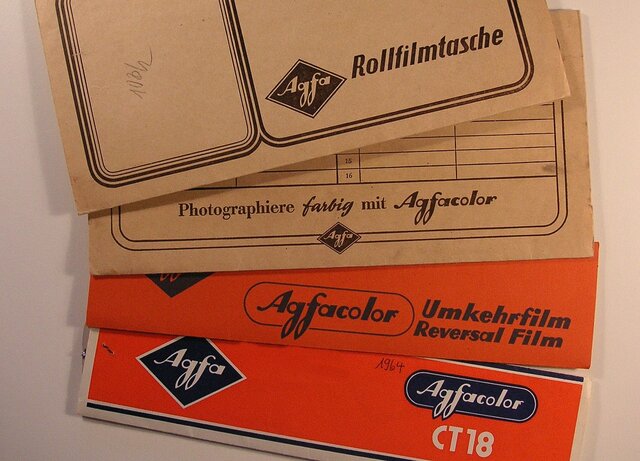 Agfa Rollfilmtasche
15
16
Photographiere farbig mit Agfacolor
Agfa
Agfacolor Umkehrfilm
Reversal Film
Agfa
1964
Agfacolor
CT18